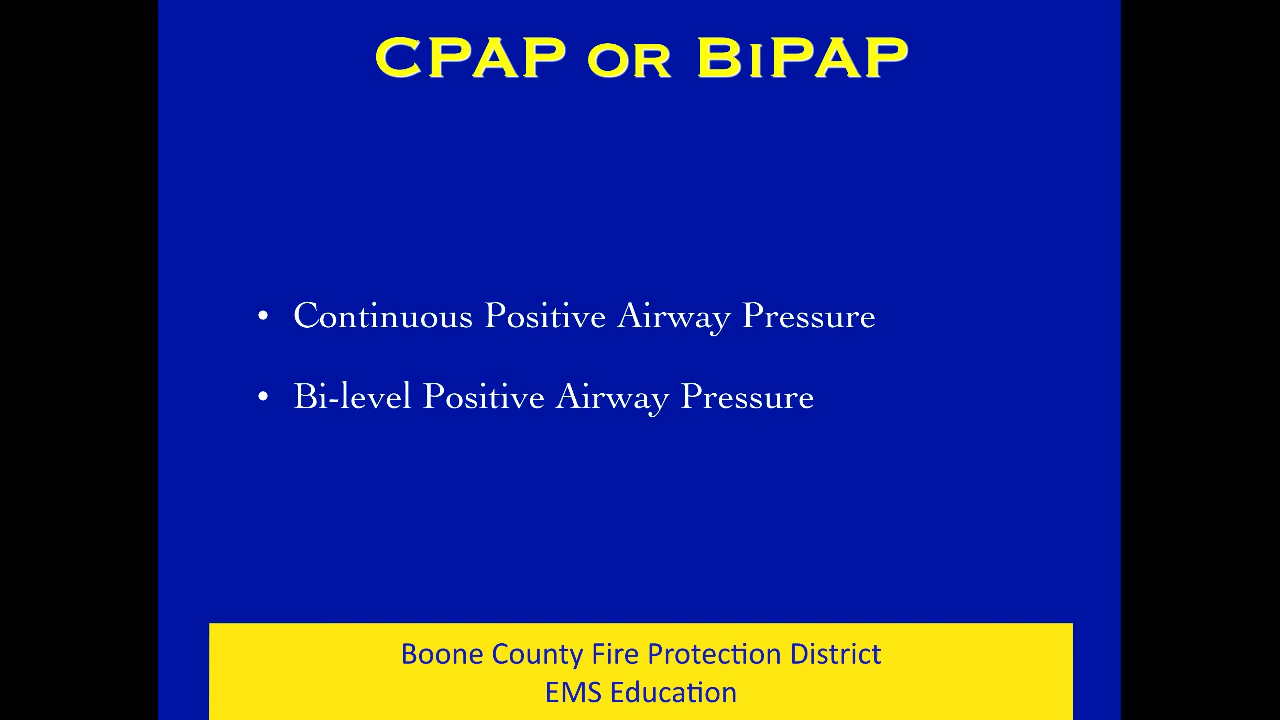 CPAP or BiPAP
• Continuous Positive Airway Pressure
• Bi-level Positive Airway Pressure
Boone County Fire Protection District
EMS Education